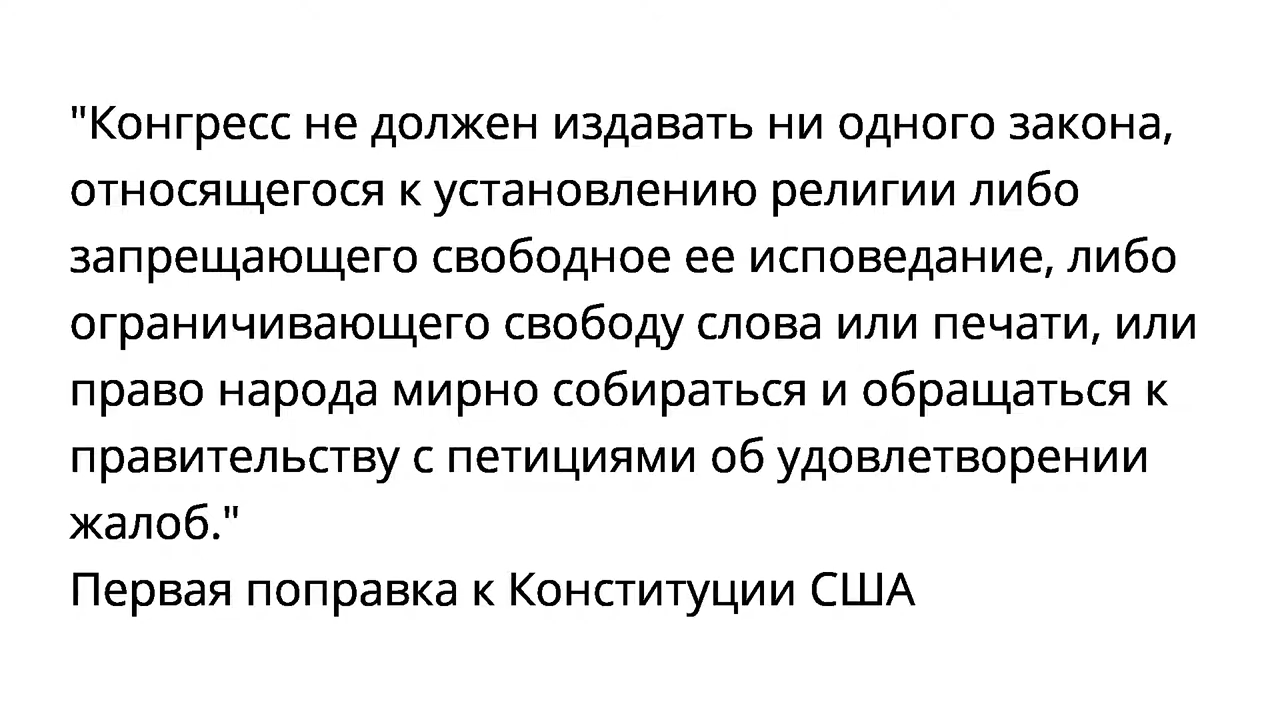 "Конгресс не должен издавать ни одного закона,
относящегося к установлению религии либо
запрещающего свободное ее исповедание, либо
ограничивающего свободу слова или печати, или
право народа мирно собираться и обращаться к
правительству с петициями об удовлетворении
жалоб."
Первая поправка к Конституции США